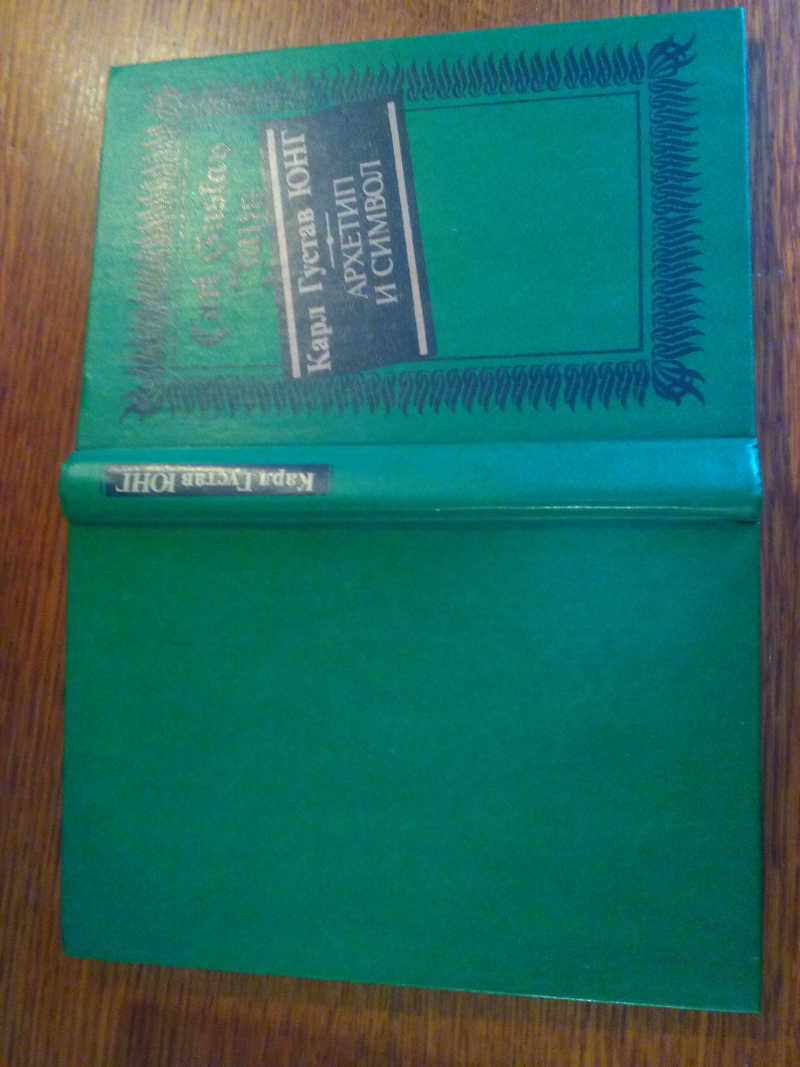 Carl Gustav
Jung
Карл Густав ЮНГ
АРХЕТИП
И СИМВОЛ
Карл Густав ЮНГ